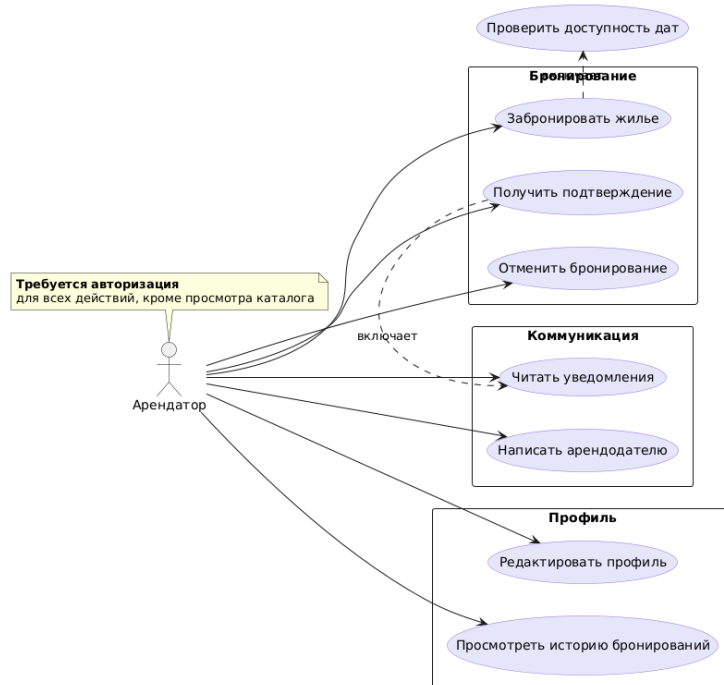 Проверить доступность дат
Бронирование
Забронировать жилье
Получить подтверждение
Отменить бронирование
Требуется авторизация
для всех действий, кроме просмотра каталога
включает
Коммуникация
Арендатор
Читать уведомления
Написать арендодателю
Профиль
Редактировать профиль
Просмотреть историю бронирований